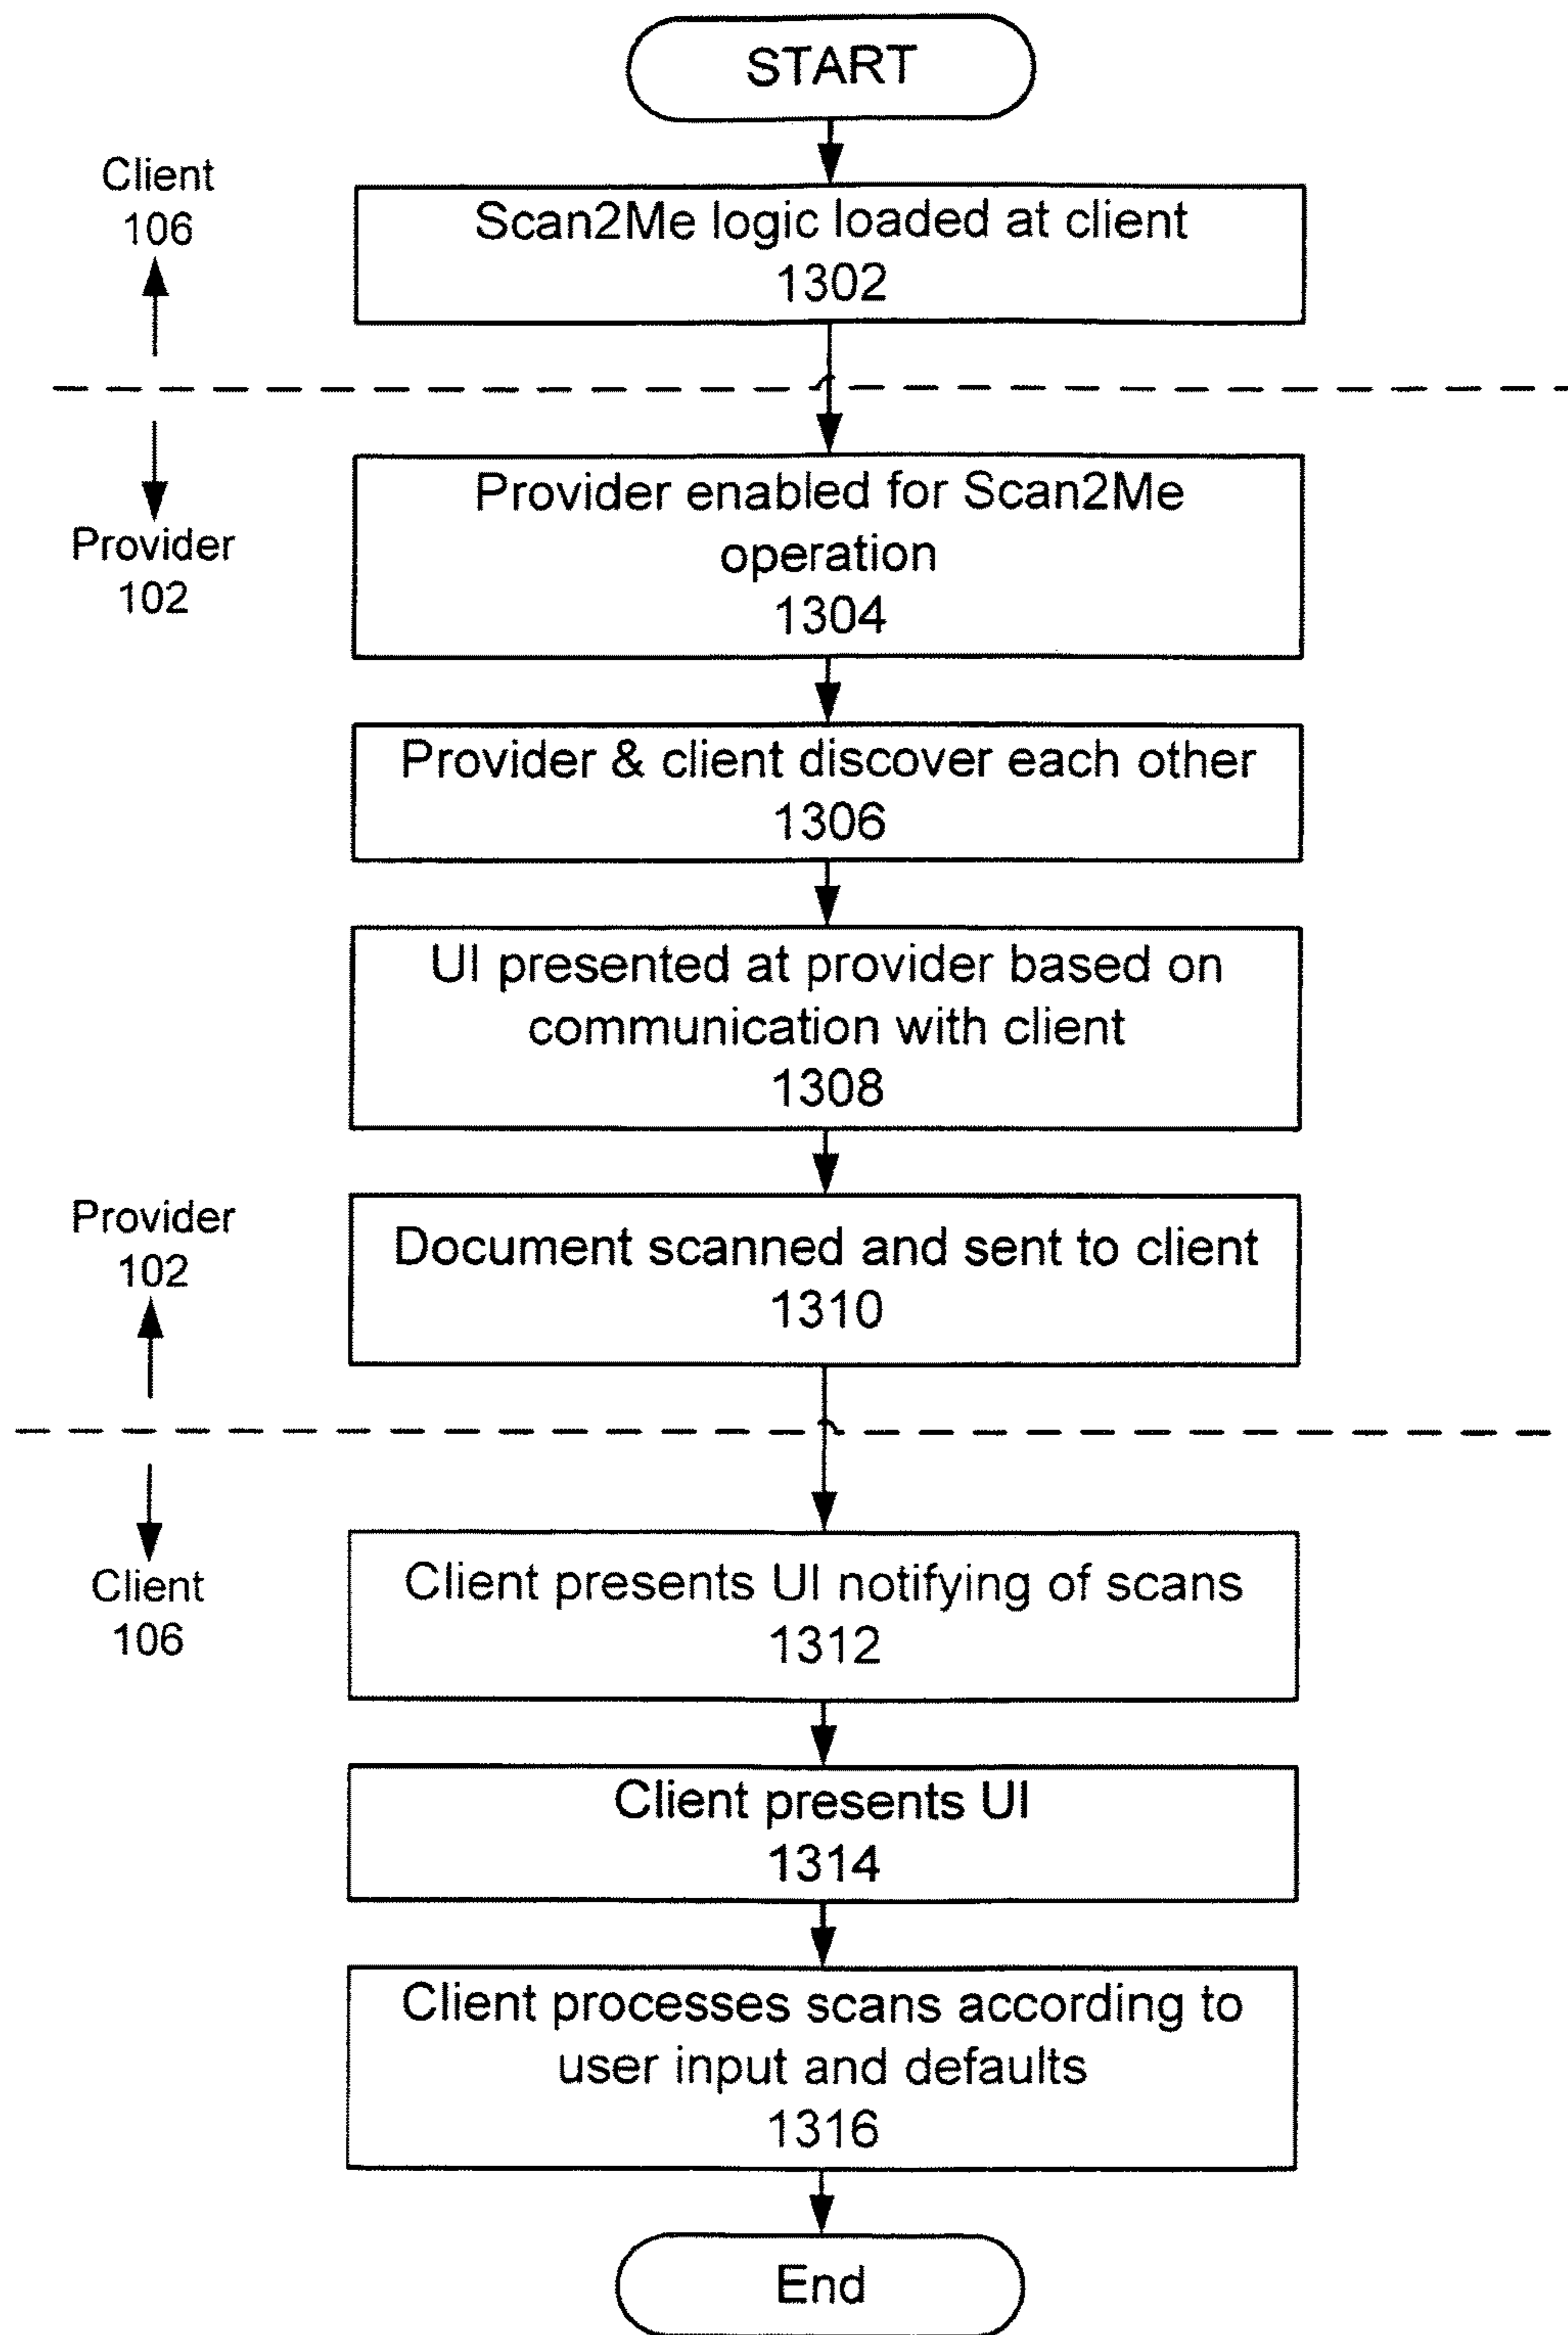 START
Client
106
Scan2Me logic loaded at client
1302
Provider enabled for Scan2Me
operation
1304
Provider
102
Provider & client discover each other
1306
UI presented at provider based on
communication with client
1308
Provider
102
Document scanned and sent to client
1310
Client presents UI notifying of scans
1312
Client
106
Client presents UI
1314
Client processes scans according to
user input and defaults
1316
End